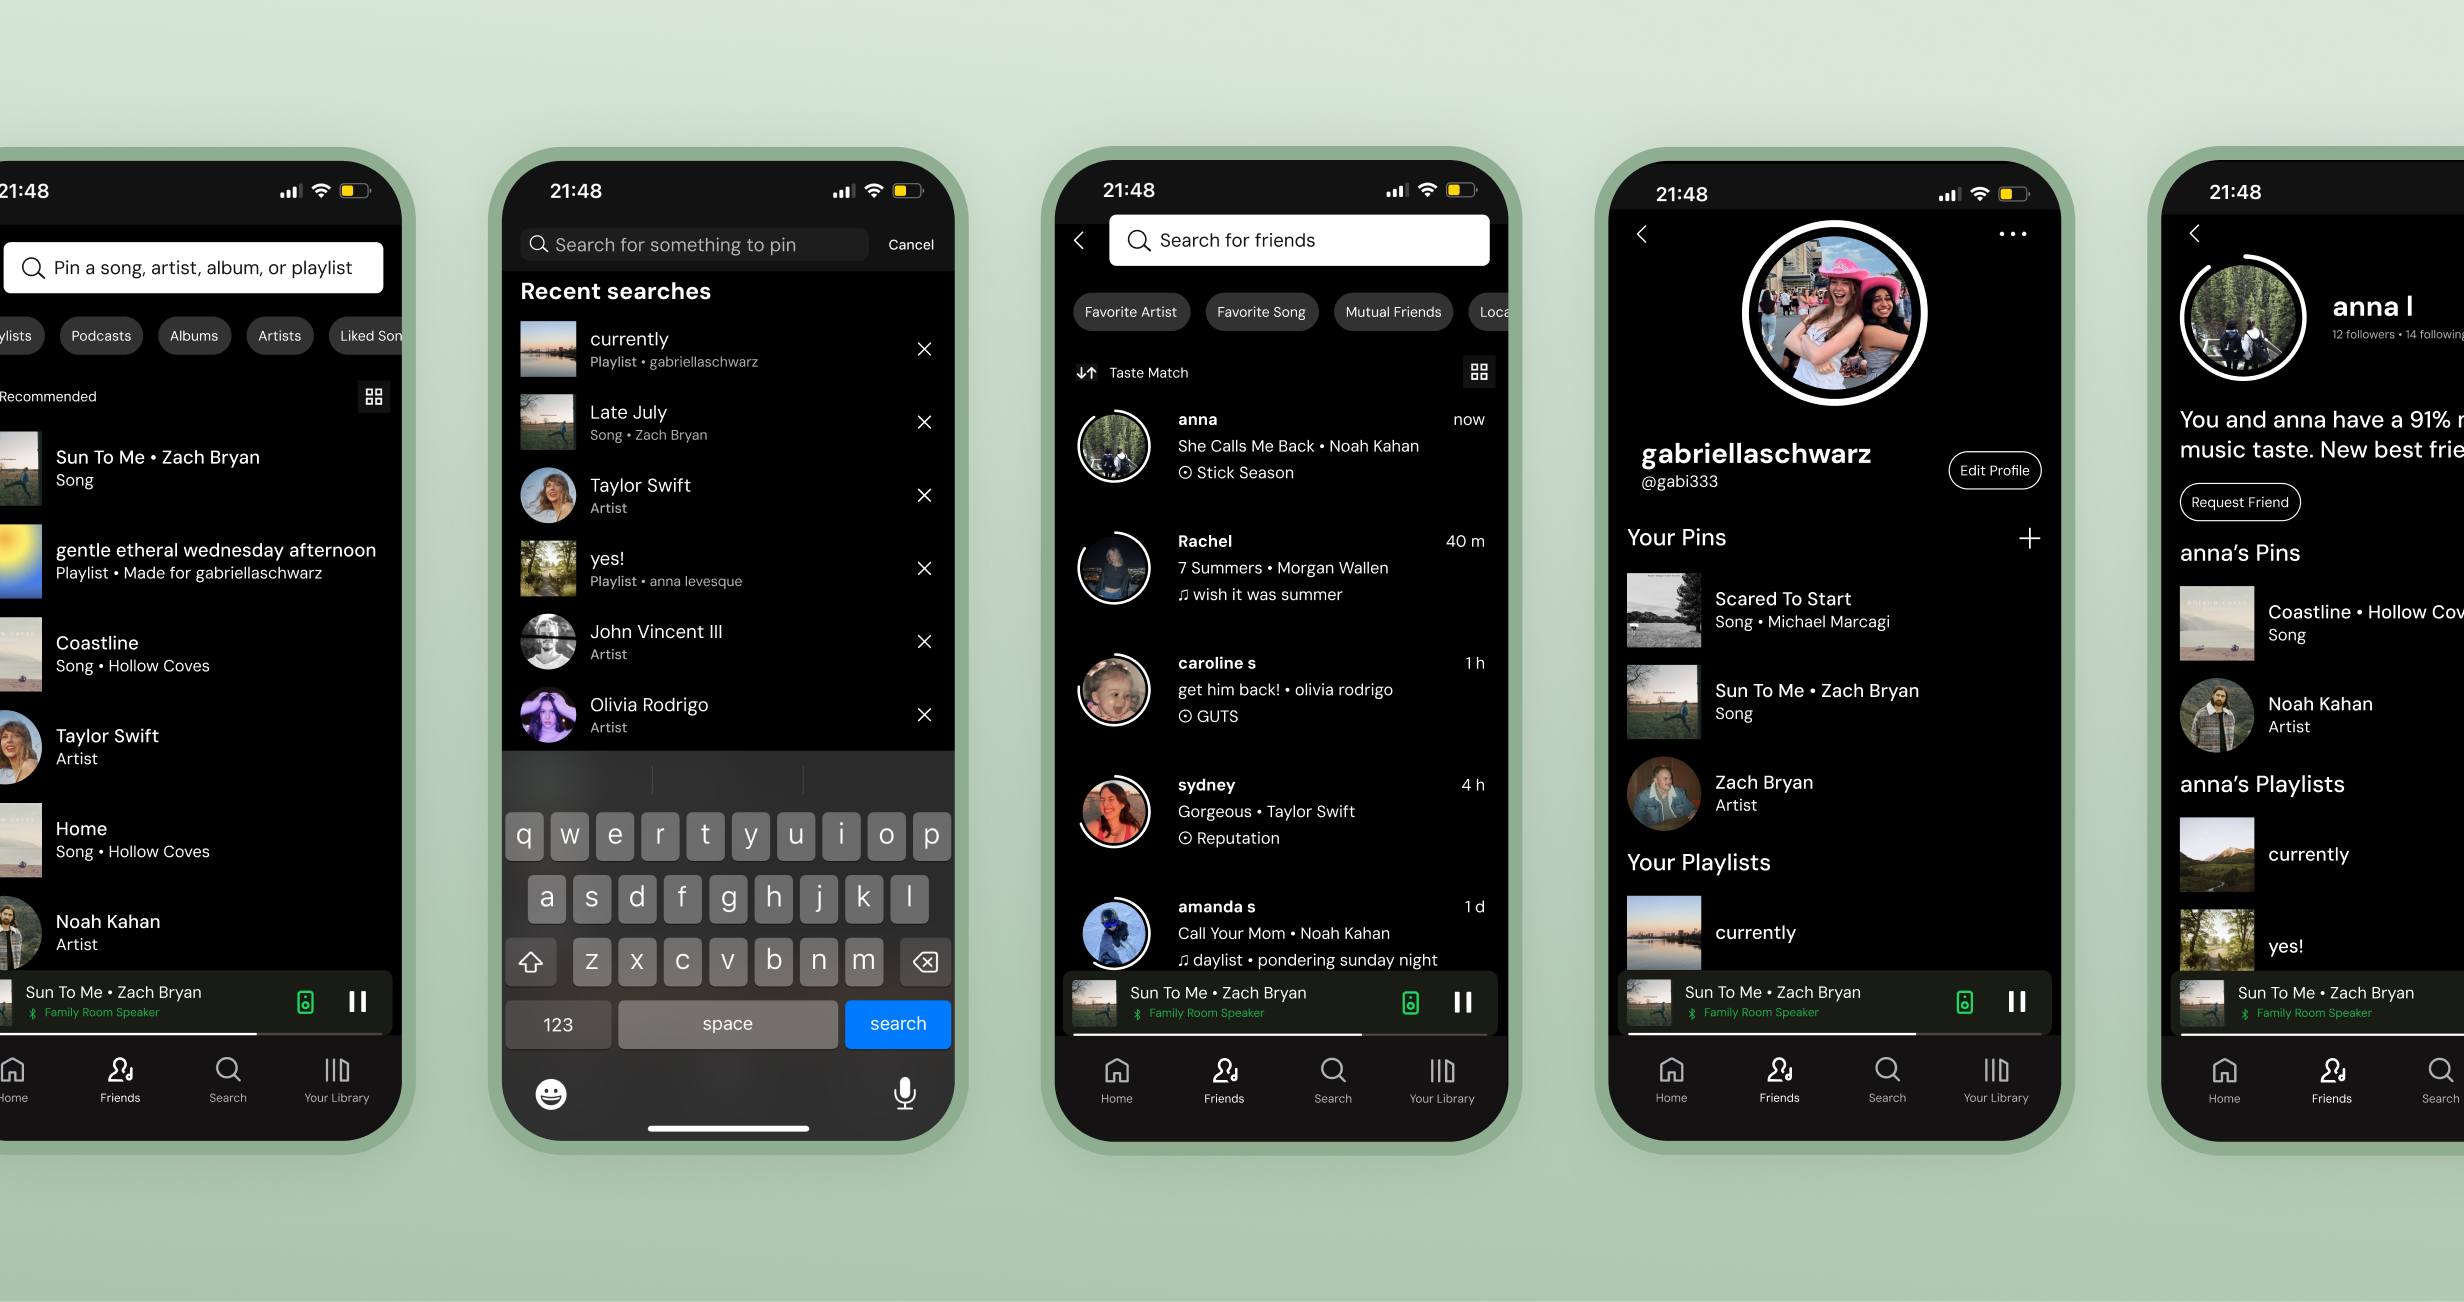 21:48
Pin a song, artist, album, or playlist
ylists Podcasts Albums Artists Liked Son
Recommended
Sun To Me • Zach Bryan
Song
gentle etheral wednesday afternoon
Playlist • Made for gabriellaschwarz
Coastline
Song • Hollow Coves
Taylor Swift
Artist
Home
Song • Hollow Coves
Noah Kahan
Artist
Sun To Me • Zach Bryan
Family Room Speaker
Home Friends Search Your Library
21:48
Search for something to pin Cancel
Recent searches
currently
Playlist • gabriellaschwarz
Late July
Song • Zach Bryan
Taylor Swift
Artist
yes!
Playlist • anna levesque
John Vincent III
Artist
Olivia Rodrigo
Artist
q w e r t y u i o p
a s d f g h j k l
z x c v b n m
123 space search
21:48
Search for friends
Favorite Artist Favorite Song Mutual Friends Loca
Taste Match
anna now
She Calls Me Back • Noah Kahan
Stick Season
Rachel 40 m
7 Summers • Morgan Wallen
♫ wish it was summer
caroline s 1 h
get him back! • olivia rodrigo
GUTS
sydney 4 h
Gorgeous • Taylor Swift
Reputation
amanda s 1 d
Call Your Mom • Noah Kahan
♫ daylist • pondering sunday night
Sun To Me • Zach Bryan
Family Room Speaker
Home Friends Search Your Library
21:48
gabriellaschwarz
@gabi333
Edit Profile
Your Pins
Scared To Start
Song • Michael Marcagi
Sun To Me • Zach Bryan
Song
Zach Bryan
Artist
Your Playlists
currently
Sun To Me • Zach Bryan
Family Room Speaker
Home Friends Search Your Library
21:48
anna l
12 followers • 14 following
You and anna have a 91%
music taste. New best frie
Request Friend
anna's Pins
Coastline • Hollow Cov
Song
Noah Kahan
Artist
anna's Playlists
currently
yes!
Sun To Me • Zach Bryan
Family Room Speaker
Home Friends Search